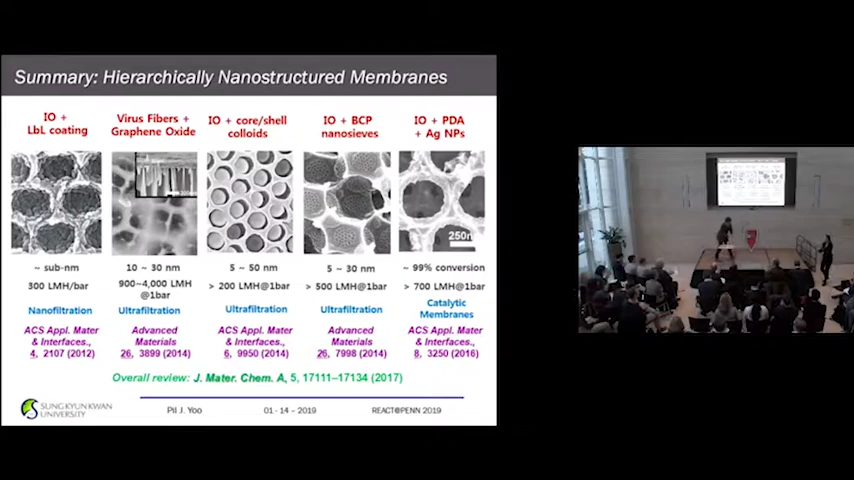 Summary: Hierarchically Nanostructured Membranes
IO +
LbL coating
Virus Fibers +
Graphene Oxide
IO + core/shell
colloids
IO + BCP
nanosieves
IO + PDA
+ Ag NPs
250n
~ sub-nm
10 ~ 30 nm
5 ~ 50 nm
5 ~ 30 nm
~ 99% conversion
300 LMH/bar
900~4,000 LMH
@1bar
> 200 LMH@1bar
> 500 LMH@1bar
> 700 LMH@1bar
Nanofiltration
Ultrafiltration
Ultrafiltration
Ultrafiltration
Catalytic
Membranes
ACS Appl. Mater
& Interfaces.,
4, 2107 (2012)
Advanced
Materials
26, 3899 (2014)
ACS Appl. Mater
& Interfaces.,
6, 9950 (2014)
Advanced
Materials
26, 7998 (2014)
ACS Appl. Mater
& Interfaces.,
8, 3250 (2016)
Overall review: J. Mater. Chem. A, 5, 17111–17134 (2017)
SUNGKYUNKWAN
UNIVERSITY
Pil J. Yoo
01 - 14 – 2019
REACT@PENN 2019